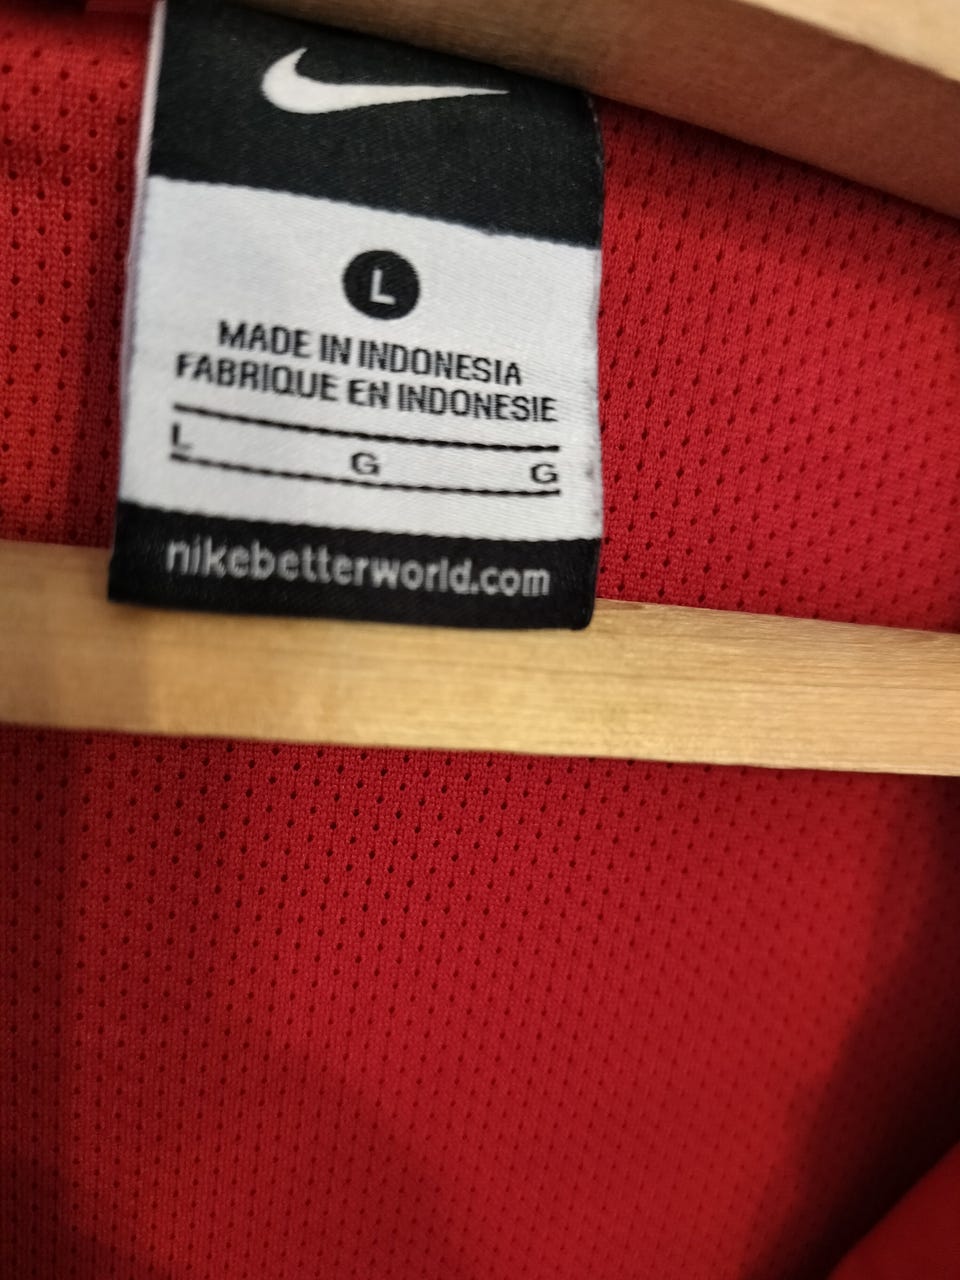 L
MADE IN INDONESIA
FABRIQUE EN INDONESIE
L G G
nikebetterworld.com